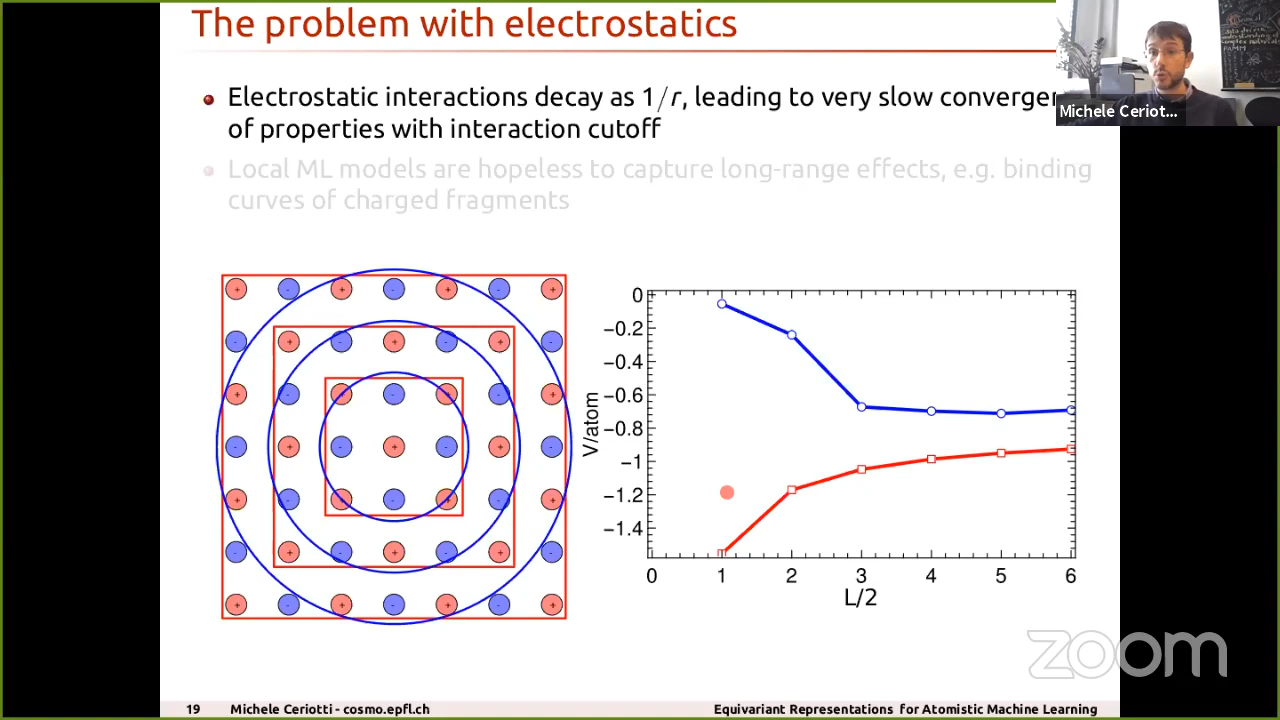 The problem with electrostatics
Electrostatic interactions decay as 1/r, leading to very slow
of properties with interaction cutoff
Local ML models are hopeless to capture long-range effects, e.g. binding
curves of charged fragments
Michele Ceriot...
+ - + - + - +
- + - + - + -
+ - + - + - +
- + - + - + -
+ - + - + - +
- + - + - + -
+ - + - + - +
0
−0.2
−0.4
−0.6
−0.8
−1
−1.2
−1.4
V/atom
0 1 2 3 4 5 6
L/2
zoom
19 Michele Ceriotti - cosmo.epfl.ch Equivariant Representations for Atomistic Machine Learning